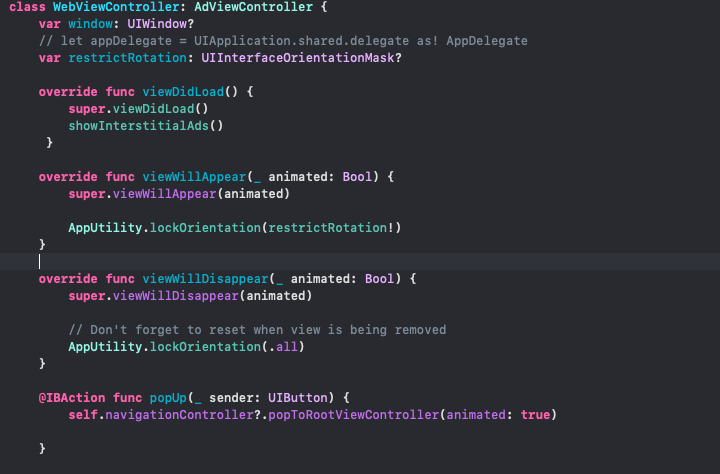 class WebViewController: AdViewController {
    var window: UIWindow?
    // let appDelegate = UIApplication.shared.delegate as! AppDelegate
    var restrictRotation: UIInterfaceOrientationMask?

    override func viewDidLoad() {
        super.viewDidLoad()
        showInterstitialAds()
     }

    override func viewWillAppear(_ animated: Bool) {
        super.viewWillAppear(animated)

        AppUtility.lockOrientation(restrictRotation!)
    }

    override func viewWillDisappear(_ animated: Bool) {
        super.viewWillDisappear(animated)

        // Don't forget to reset when view is being removed
        AppUtility.lockOrientation(.all)
    }

    @IBAction func popUp(_ sender: UIButton) {
        self.navigationController?.popToRootViewController(animated: true)

    }